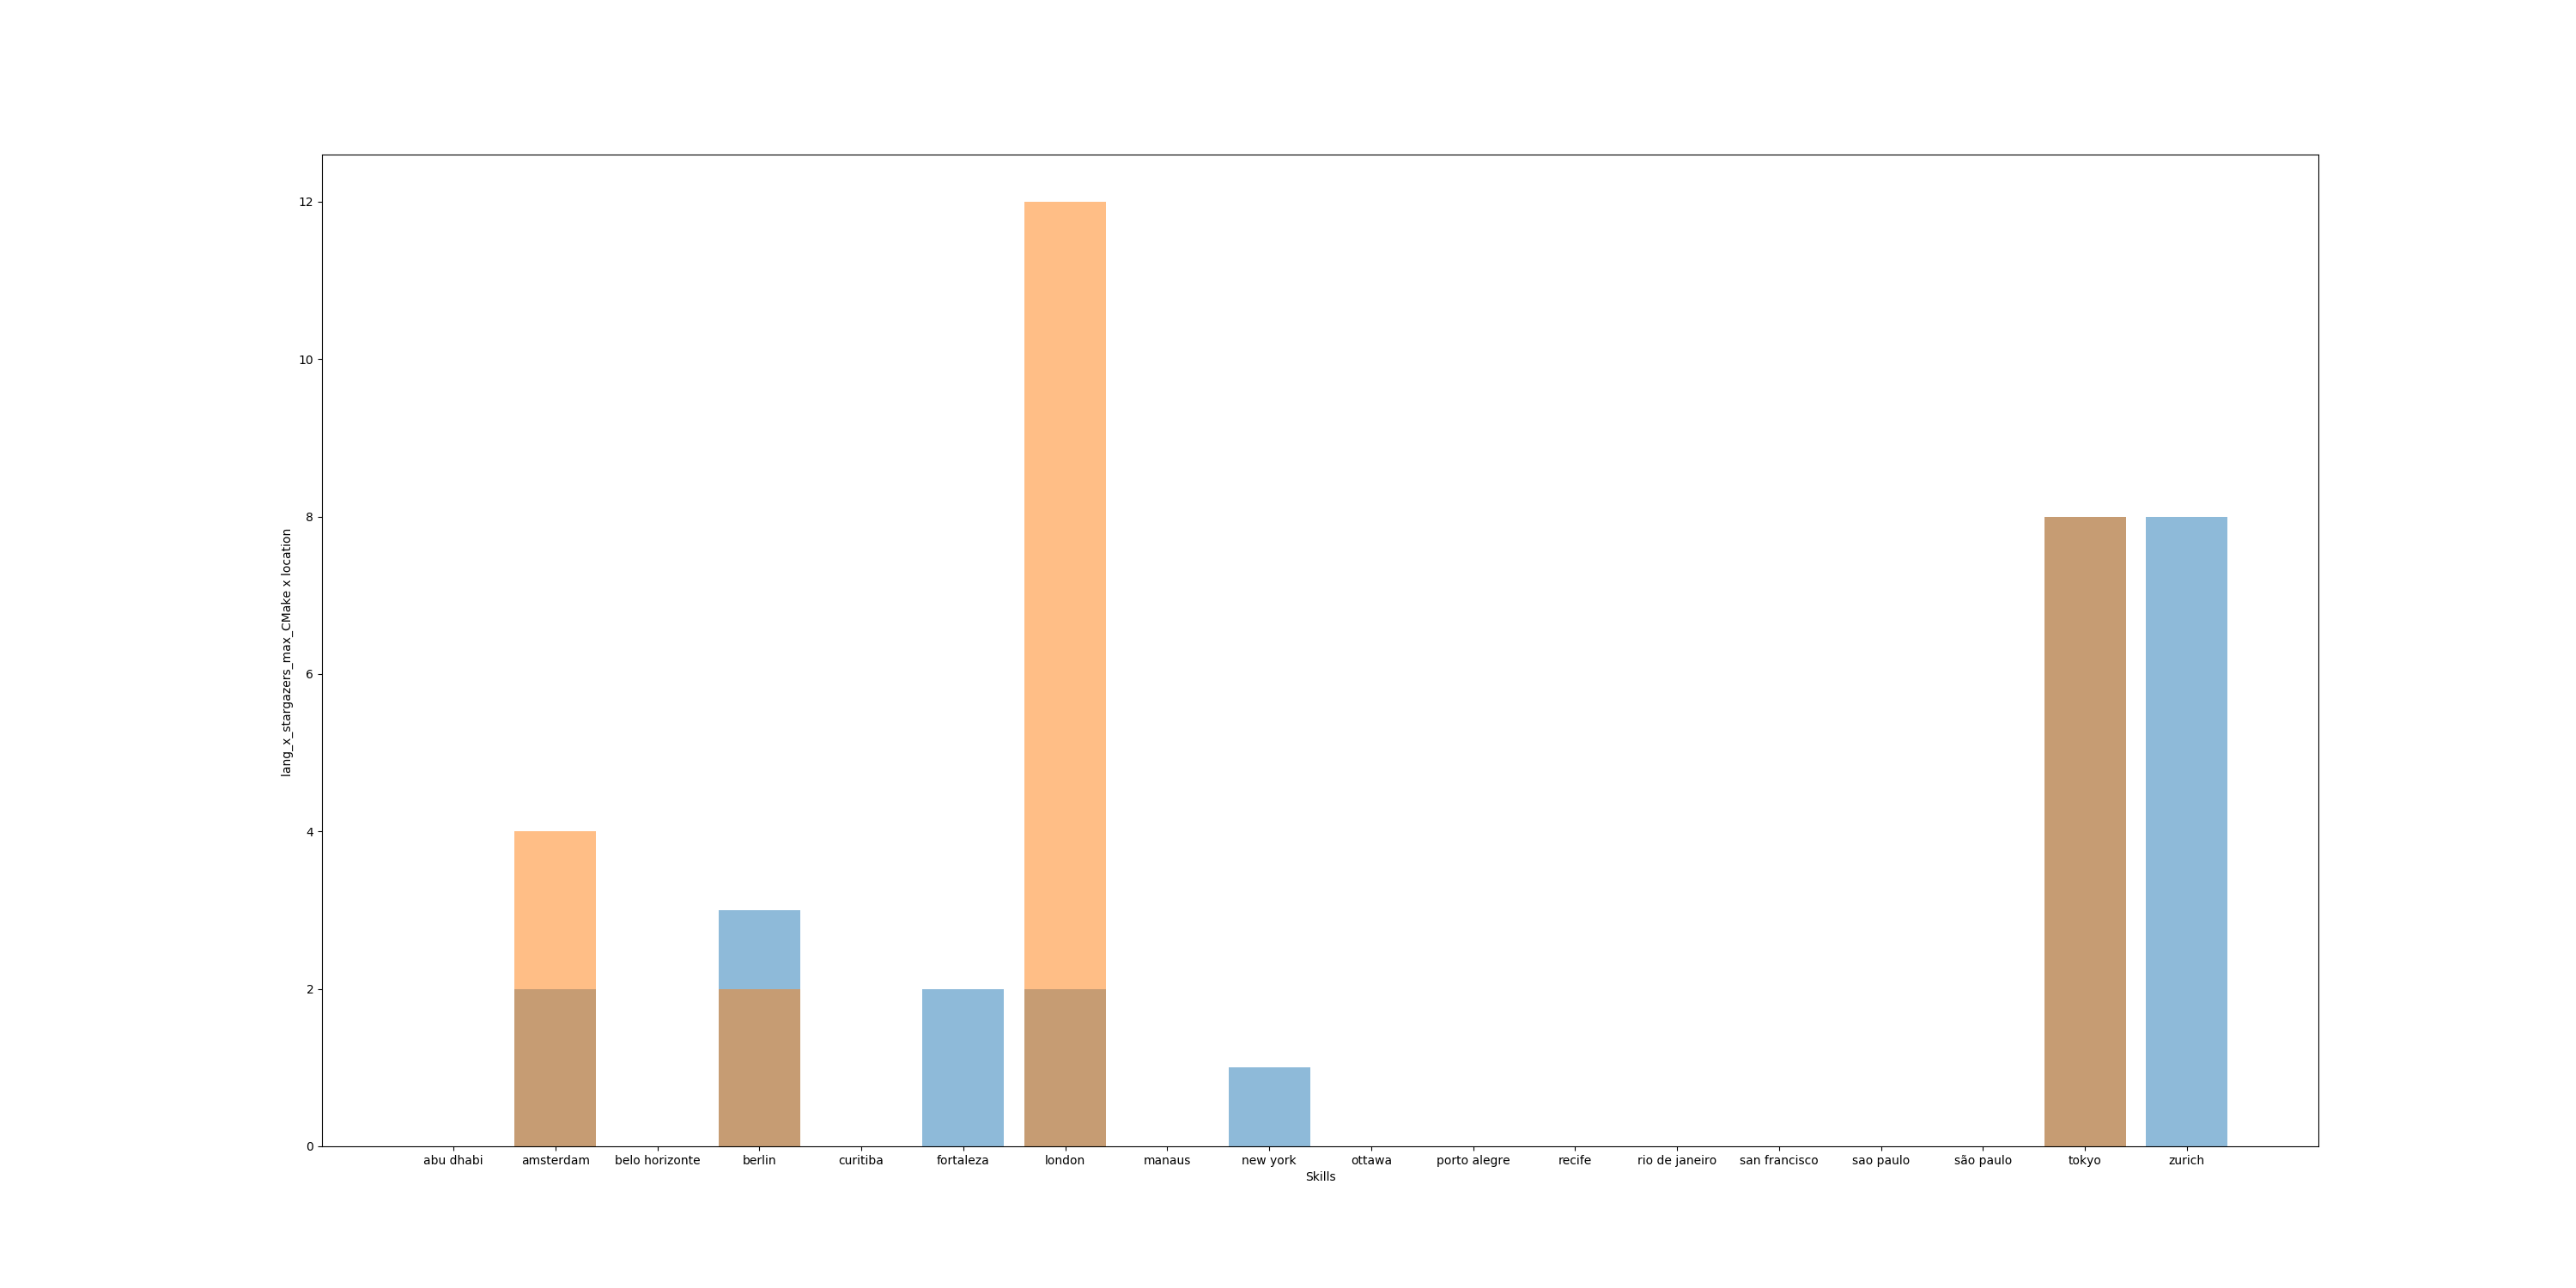 lang_x_stargazers_max_CMake x location
12
10
8
6
4
2
0
abu dhabi amsterdam belo horizonte berlin curitiba fortaleza london manaus new york ottawa porto alegre recife rio de janeiro san francisco sao paulo são paulo tokyo zurich
Skills